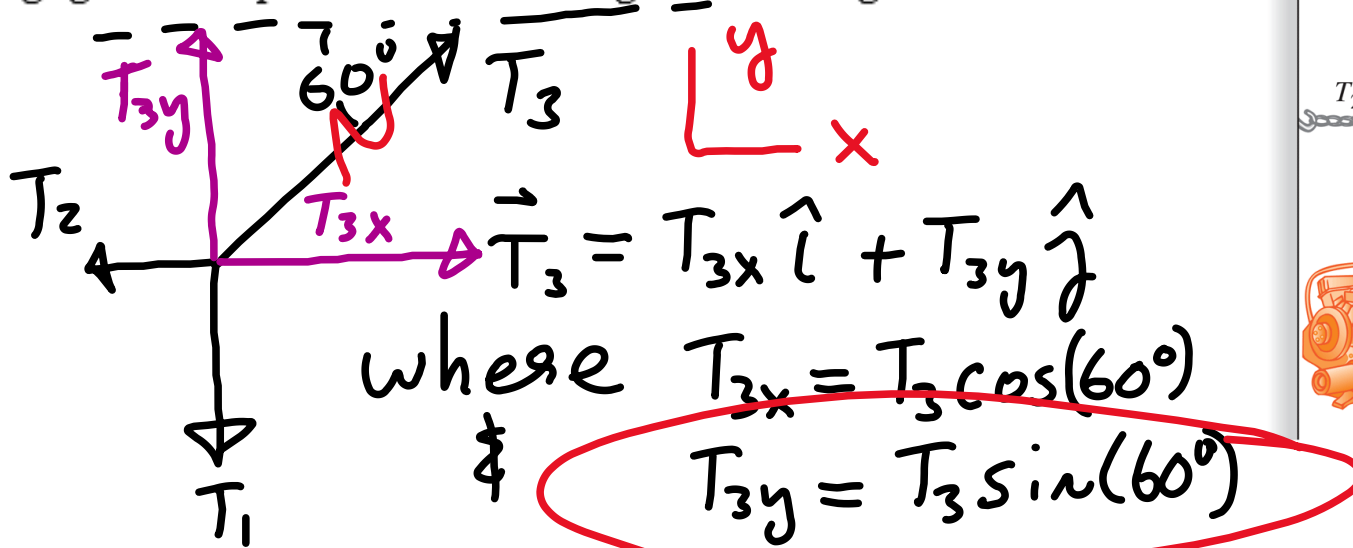 T3y 60° T3 y
x
T2 T3x
T⃗3 = T3x î + T3y ĵ
where T3x = T3 cos(60°)
& T3y = T3 sin(60°)
T1